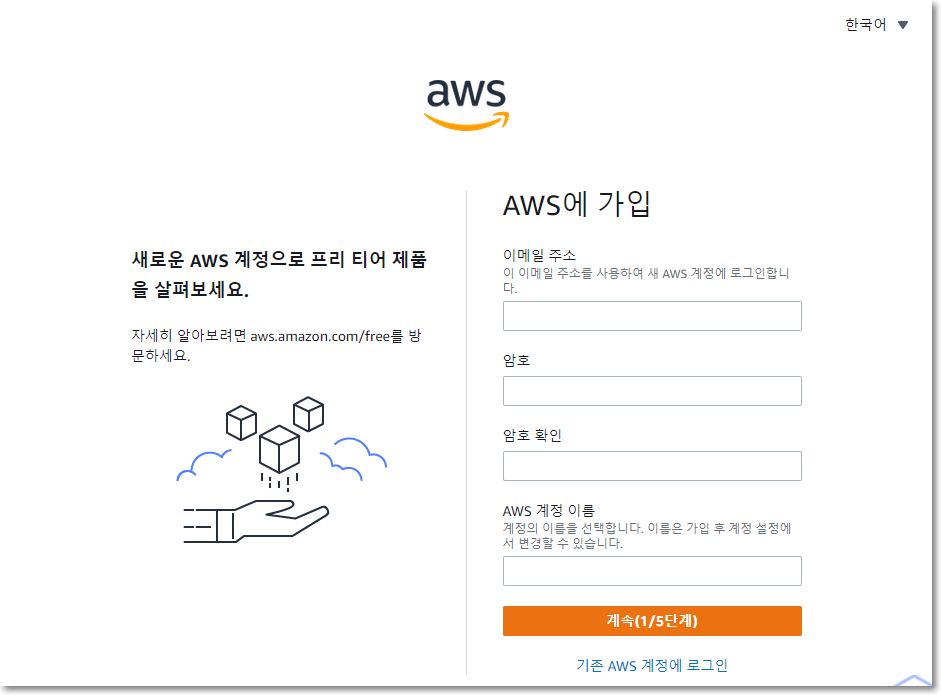 한국어
aws
새로운 AWS 계정으로 프리 티어 제품
을 살펴보세요.
자세히 알아보려면 aws.amazon.com/free를 방
문하세요.
AWS에 가입
이메일 주소
이 이메일 주소를 사용하여 새 AWS 계정에 로그인합니
다.
암호
암호 확인
AWS 계정 이름
계정의 이름을 선택합니다. 이름은 가입 후 계정 설정에
서 변경할 수 있습니다.
계속(1/5단계)
기존 AWS 계정에 로그인